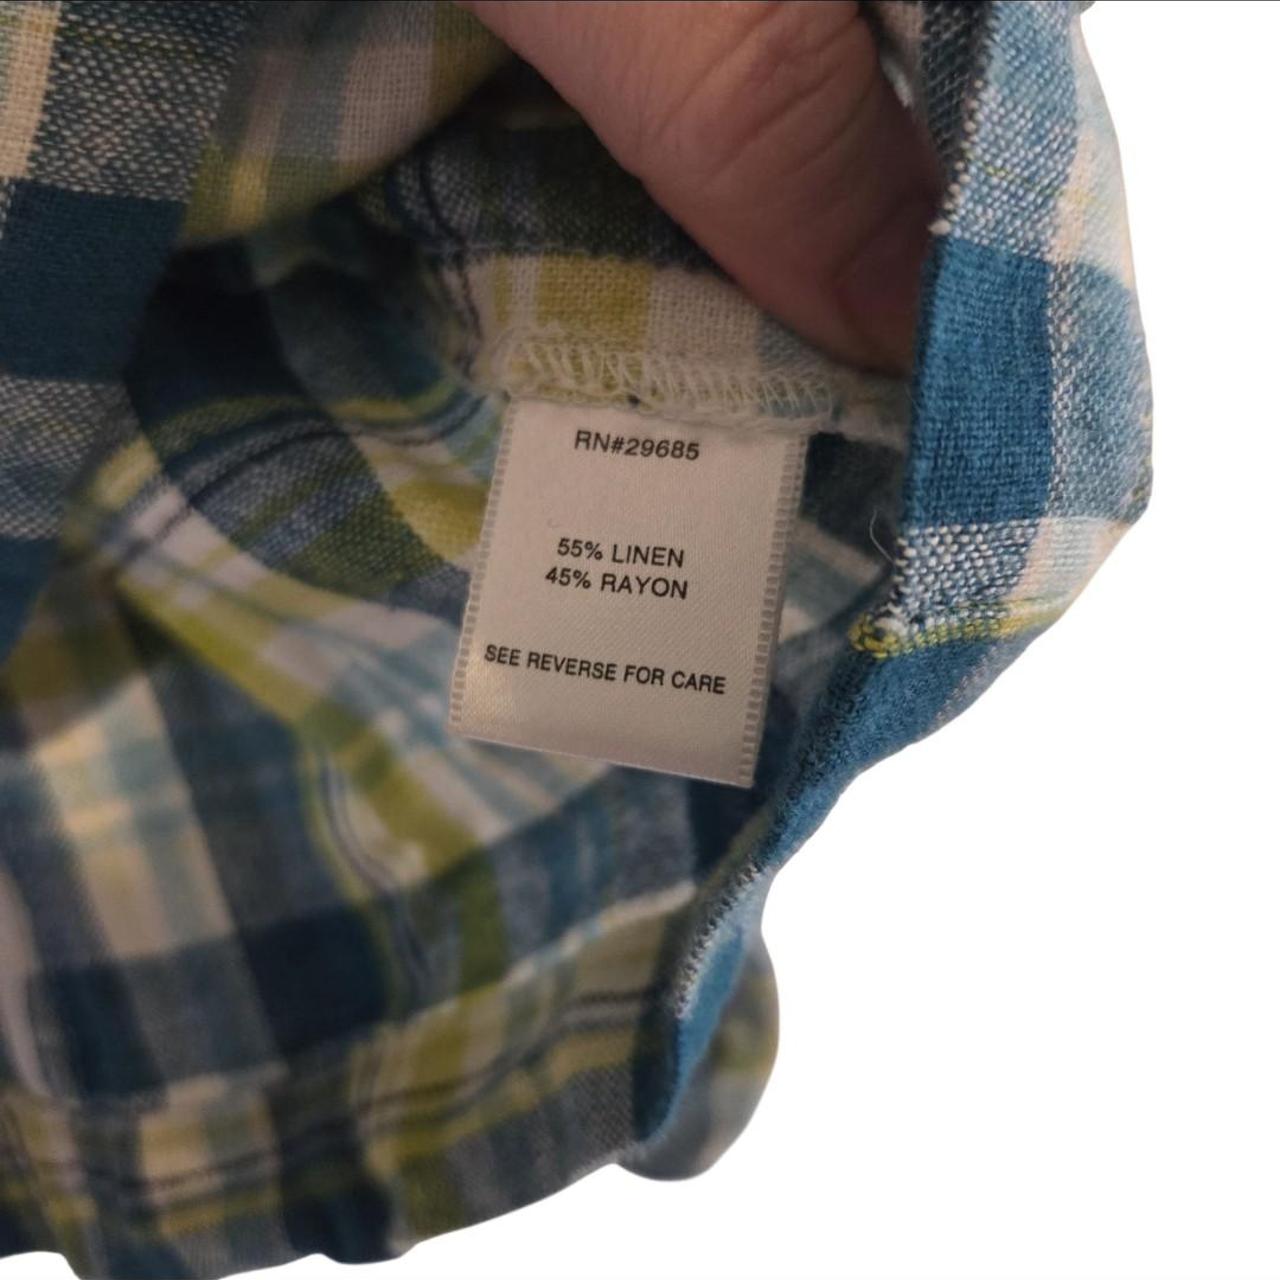 RN#29685
55% LINEN
45% RAYON
SEE REVERSE FOR CARE